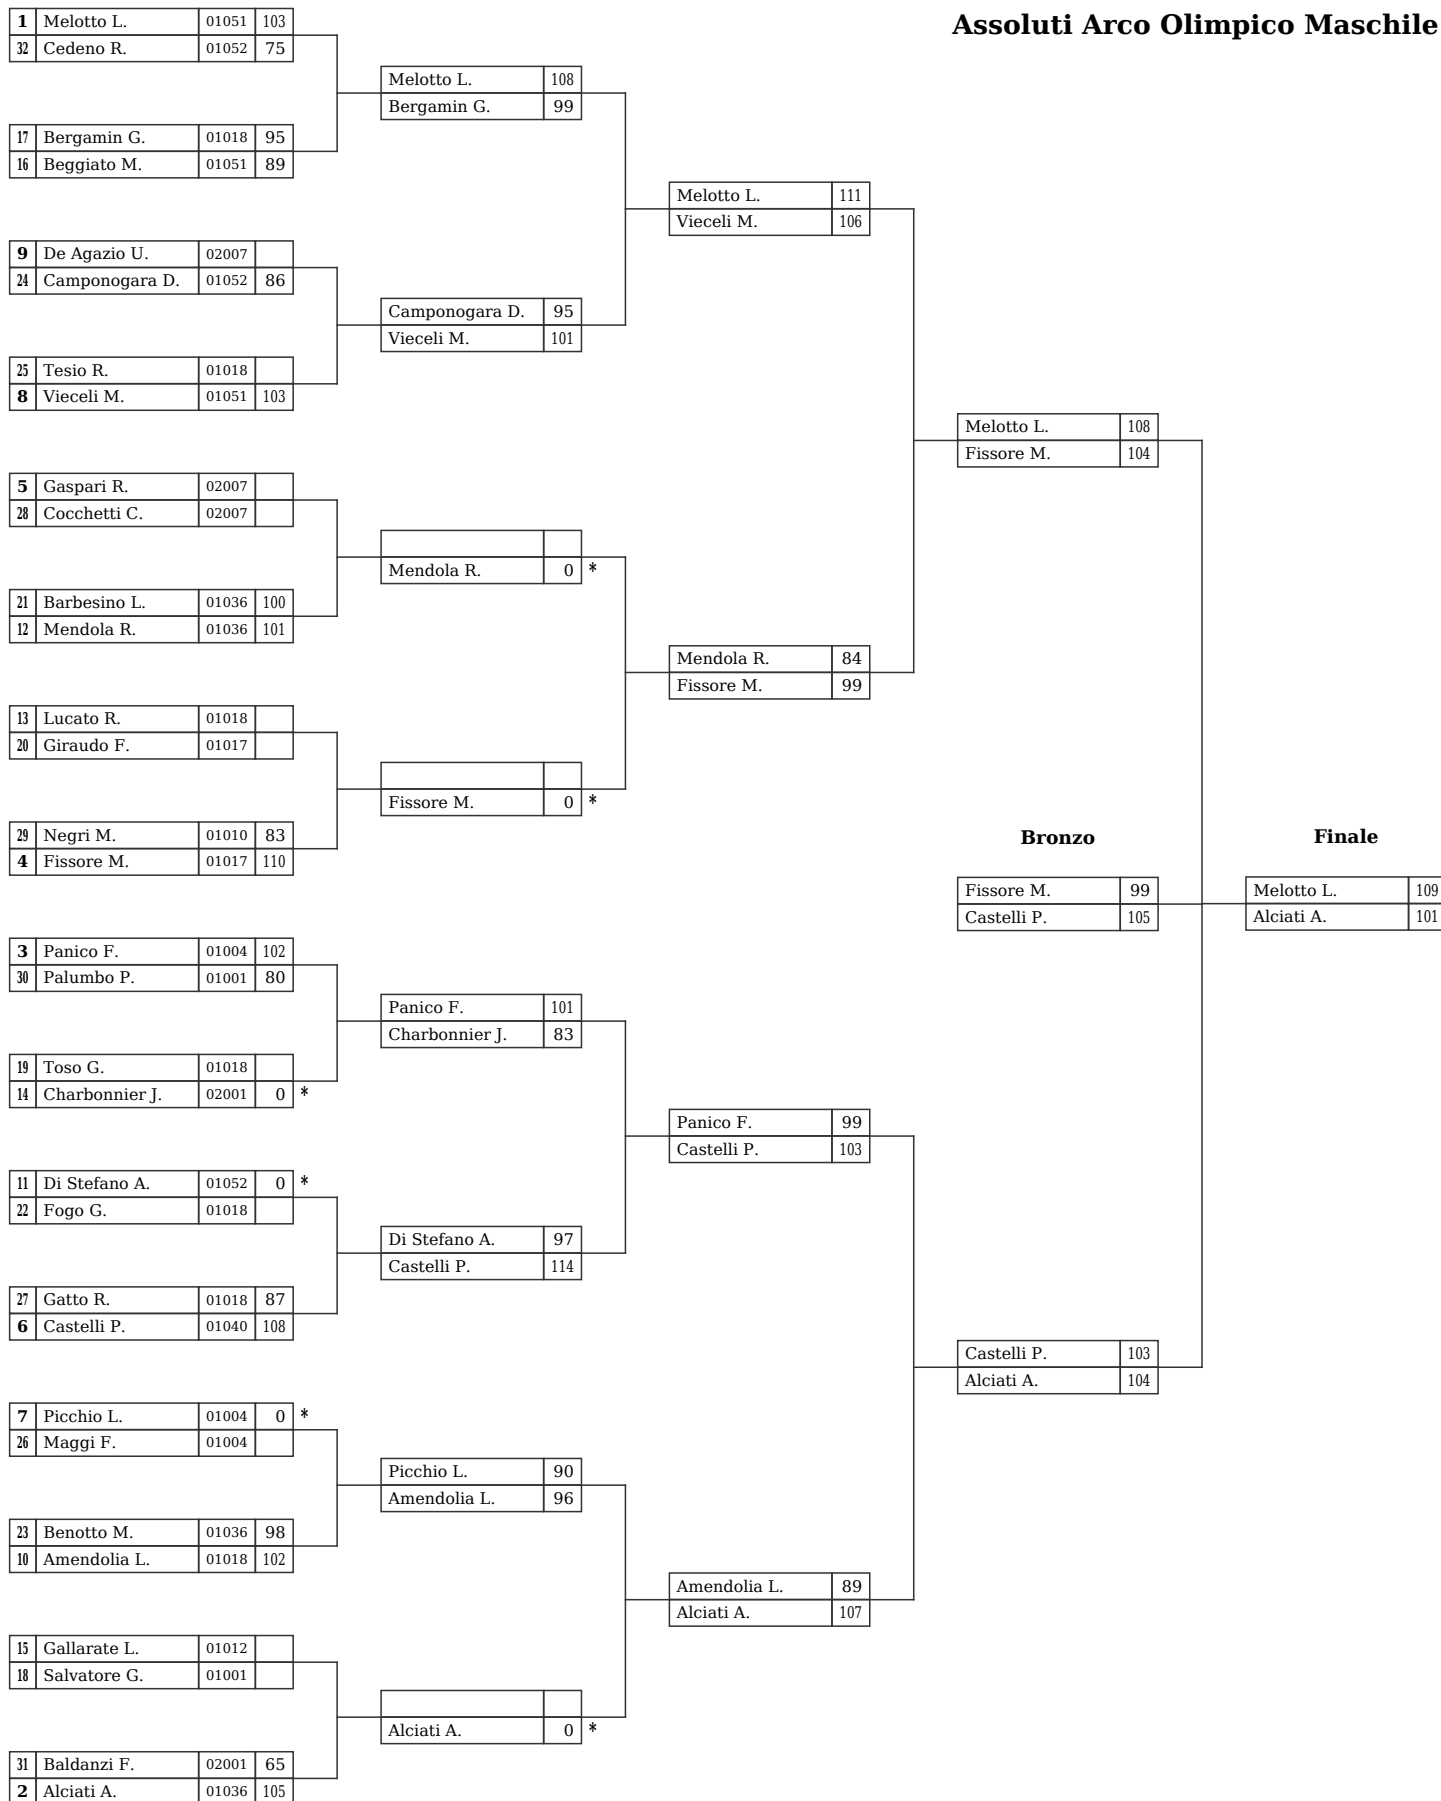 Assoluti Arco Olimpico Maschile
1 Melotto L. 01051 103
32 Cedeno R. 01052 75
17 Bergamin G. 01018 95
16 Beggiato M. 01051 89
9 De Agazio U. 02007
24 Camponogara D. 01052 86
25 Tesio R. 01018
8 Vieceli M. 01051 103
5 Gaspari R. 02007
28 Cocchetti C. 02007
21 Barbesino L. 01036 100
12 Mendola R. 01036 101
13 Lucato R. 01018
20 Giraudo F. 01017
29 Negri M. 01010 83
4 Fissore M. 01017 110
3 Panico F. 01004 102
30 Palumbo P. 01001 80
19 Toso G. 01018
14 Charbonnier J. 02001 0 *
11 Di Stefano A. 01052 0 *
22 Fogo G. 01018
27 Gatto R. 01018 87
6 Castelli P. 01040 108
7 Picchio L. 01004 0 *
26 Maggi F. 01004
23 Benotto M. 01036 98
10 Amendolia L. 01018 102
15 Gallarate L. 01012
18 Salvatore G. 01001
31 Baldanzi F. 02001 65
2 Alciati A. 01036 105
Melotto L. 108
Bergamin G. 99
Camponogara D. 95
Vieceli M. 101
Mendola R. 0 *
Fissore M. 0 *
Panico F. 101
Charbonnier J. 83
Di Stefano A. 97
Castelli P. 114
Picchio L. 90
Amendolia L. 96
Alciati A. 0 *
Melotto L. 111
Vieceli M. 106
Mendola R. 84
Fissore M. 99
Panico F. 99
Castelli P. 103
Amendolia L. 89
Alciati A. 107
Melotto L. 108
Fissore M. 104
Castelli P. 103
Alciati A. 104
Bronzo
Fissore M. 99
Castelli P. 105
Finale
Melotto L. 109
Alciati A. 101